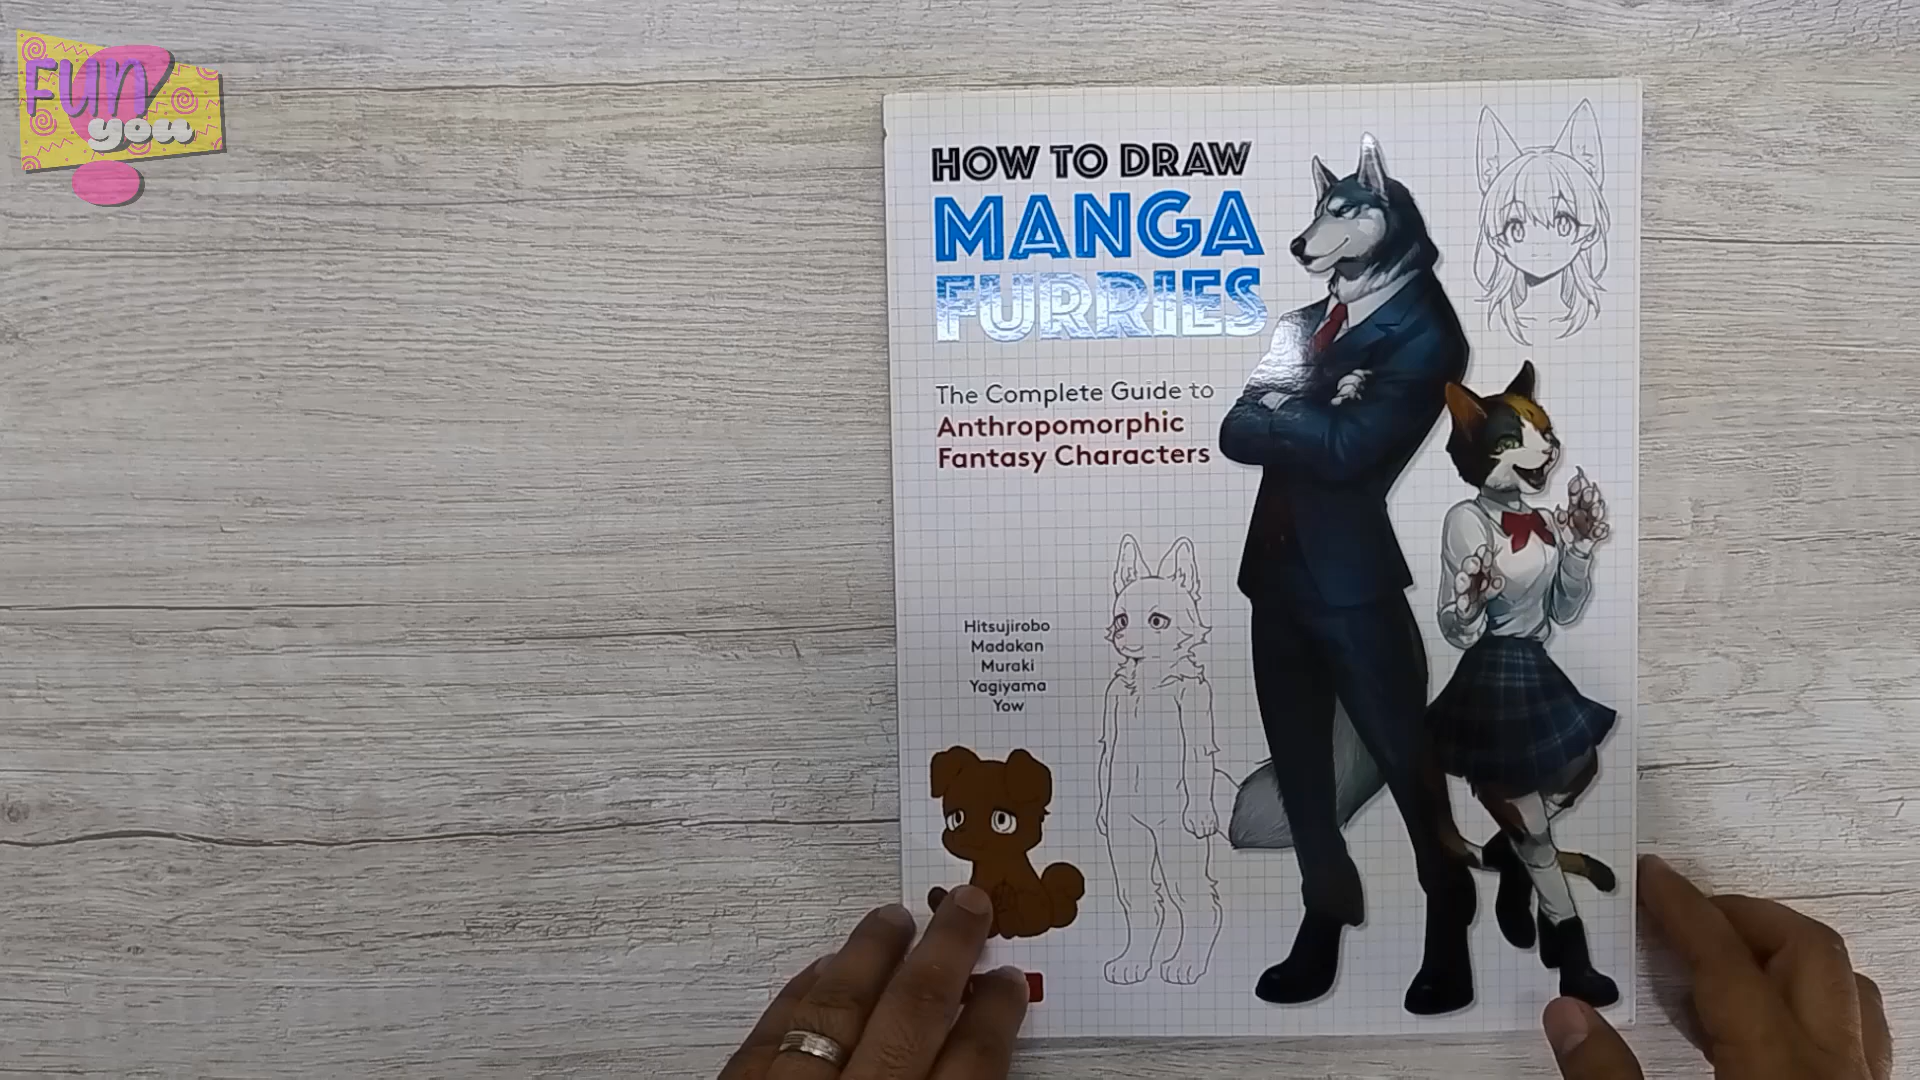 Fun
you
HOW TO DRAW
MANGA
FURRIES
The Complete Guide to
Anthropomorphic
Fantasy Characters
Hitsujirobo
Madakan
Muraki
Yagiyama
Yow